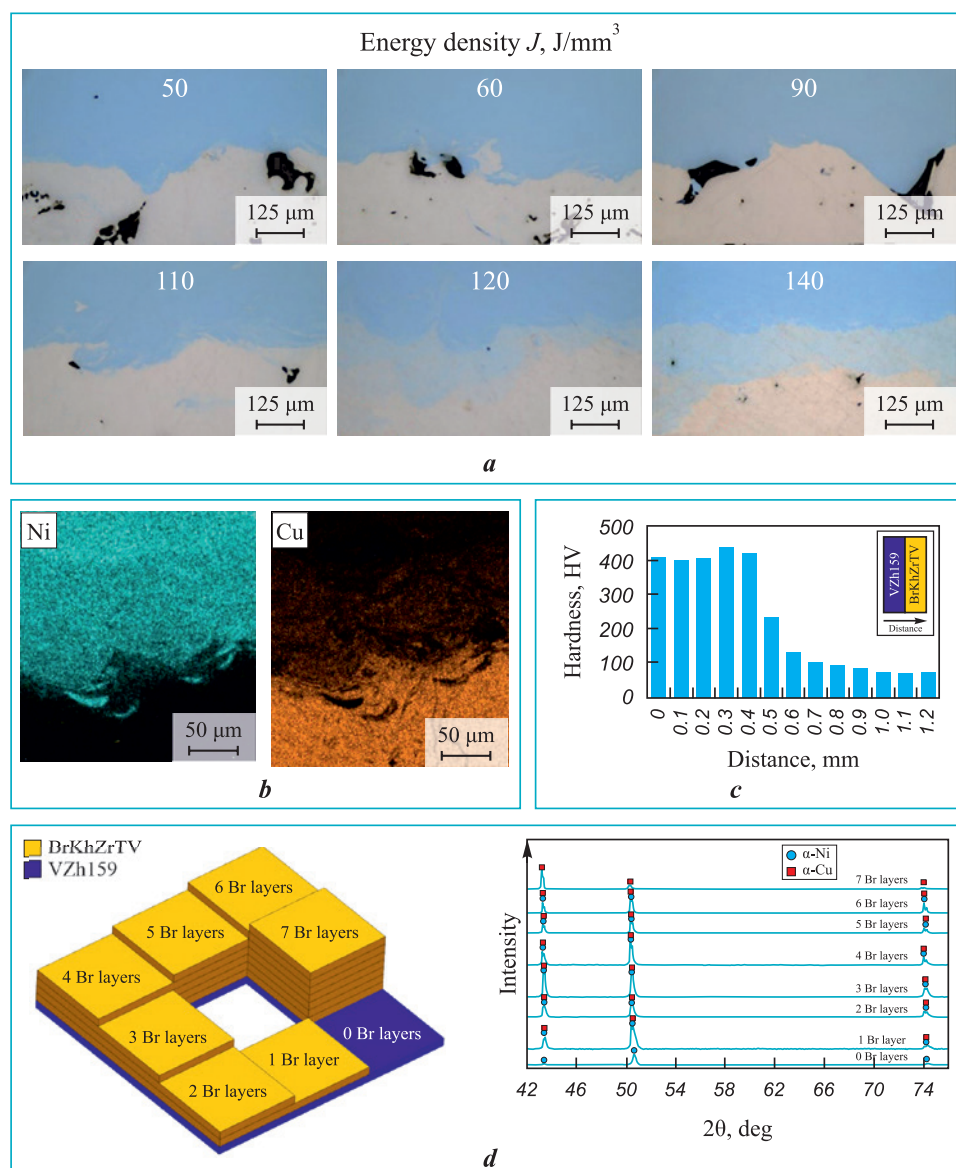 Energy density J, J/mm³
50
60
90
125 μm
125 μm
125 μm
110
120
140
125 μm
125 μm
125 μm
a
Ni
Cu
50 μm
50 μm
b
500
400
300
200
100
0
Hardness, HV
VZh159
BrKhZrTV
Distance
0
0.1
0.2
0.3
0.4
0.5
0.6
0.7
0.8
0.9
1.0
1.1
1.2
Distance, mm
c
BrKhZrTV
VZh159
6 Br layers
5 Br layers
7 Br layers
4 Br layers
3 Br layers
0 Br layers
1 Br layer
2 Br layers
Intensity
α-Ni
α-Cu
7 Br layers
6 Br layers
5 Br layers
4 Br layers
3 Br layers
2 Br layers
1 Br layer
0 Br layers
42 46 50 54 58 62 66 70 74
2θ, deg
d